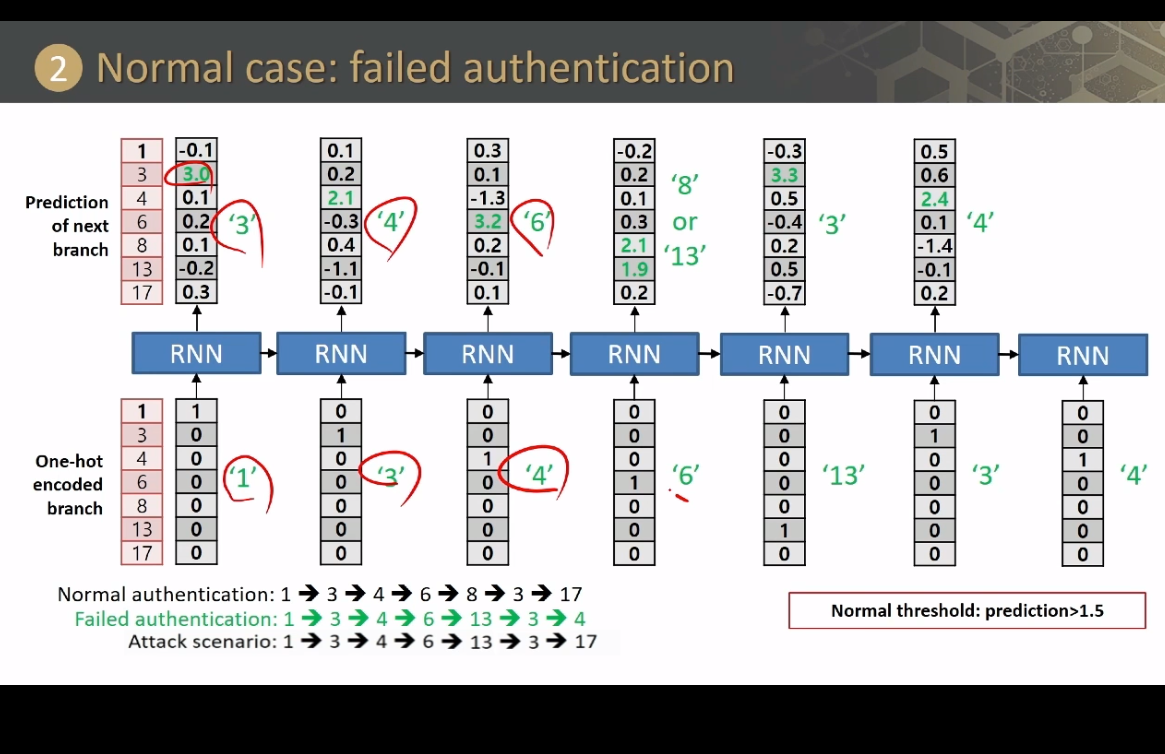 2 Normal case: failed authentication
Prediction of next branch
1 -0.1 0.1 0.3 -0.2 -0.3 0.5
3 3.0 0.2 0.1 0.2 3.3 0.6
4 0.1 2.1 -1.3 0.1 0.5 2.4
6 0.2 -0.3 3.2 0.3 -0.4 0.1
8 0.1 0.4 0.2 2.1 0.2 -1.4
13 -0.2 -1.1 -0.1 1.9 0.5 -0.1
17 0.3 -0.1 0.1 0.2 -0.7 0.2
'3' '4' '6' '8' or '13' '3' '4'
RNN RNN RNN RNN RNN RNN RNN
One-hot encoded branch
1 1 0 0 0 0 0 0
3 0 1 0 0 0 1 0
4 0 0 1 0 0 0 1
6 0 0 0 1 0 0 0
8 0 0 0 0 0 0 0
13 0 0 0 0 1 0 0
17 0 0 0 0 0 0 0
'1' '3' '4' '6' '13' '3' '4'
Normal authentication: 1 → 3 → 4 → 6 → 8 → 3 → 17
Failed authentication: 1 → 3 → 4 → 6 → 13 → 3 → 4
Attack scenario: 1 → 3 → 4 → 6 → 13 → 3 → 17
Normal threshold: prediction>1.5